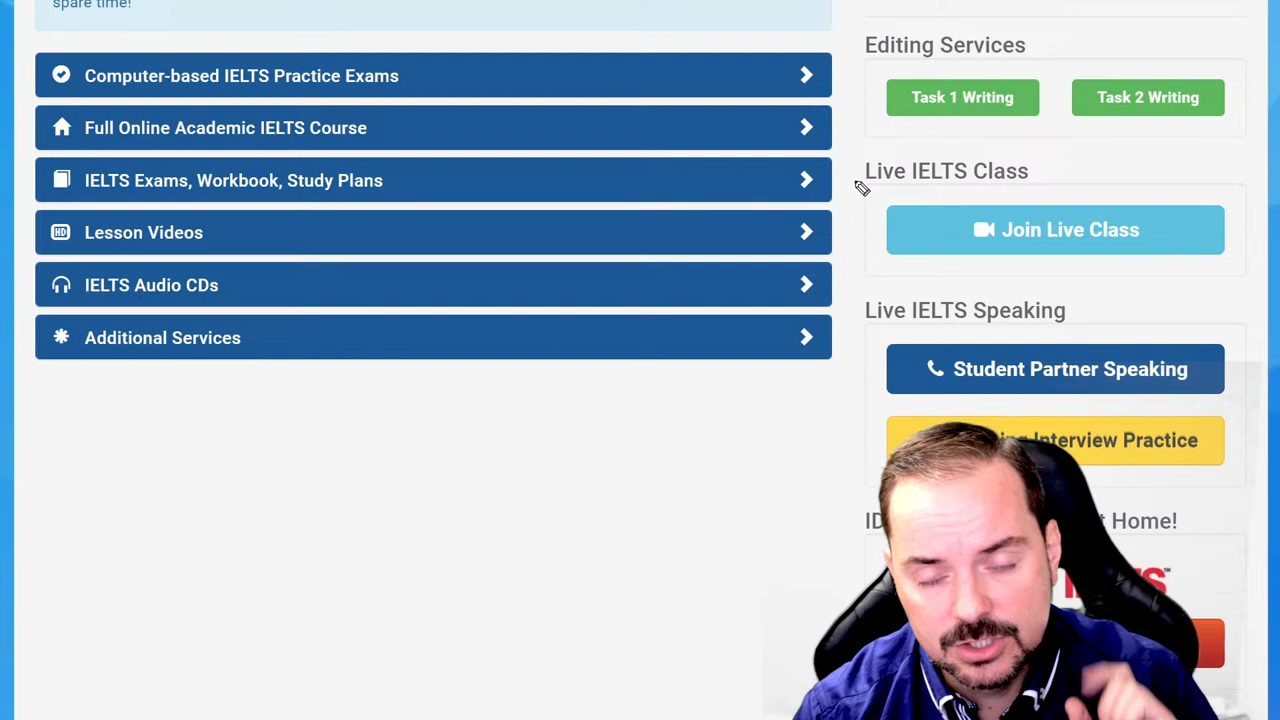 spare time!
Computer-based IELTS Practice Exams
Full Online Academic IELTS Course
IELTS Exams, Workbook, Study Plans
HD
Lesson Videos
IELTS Audio CDs
Additional Services
Editing Services
Task 1 Writing
Task 2 Writing
Live IELTS Class
Join Live Class
Live IELTS Speaking
Student Partner Speaking
Interview Practice
Home!